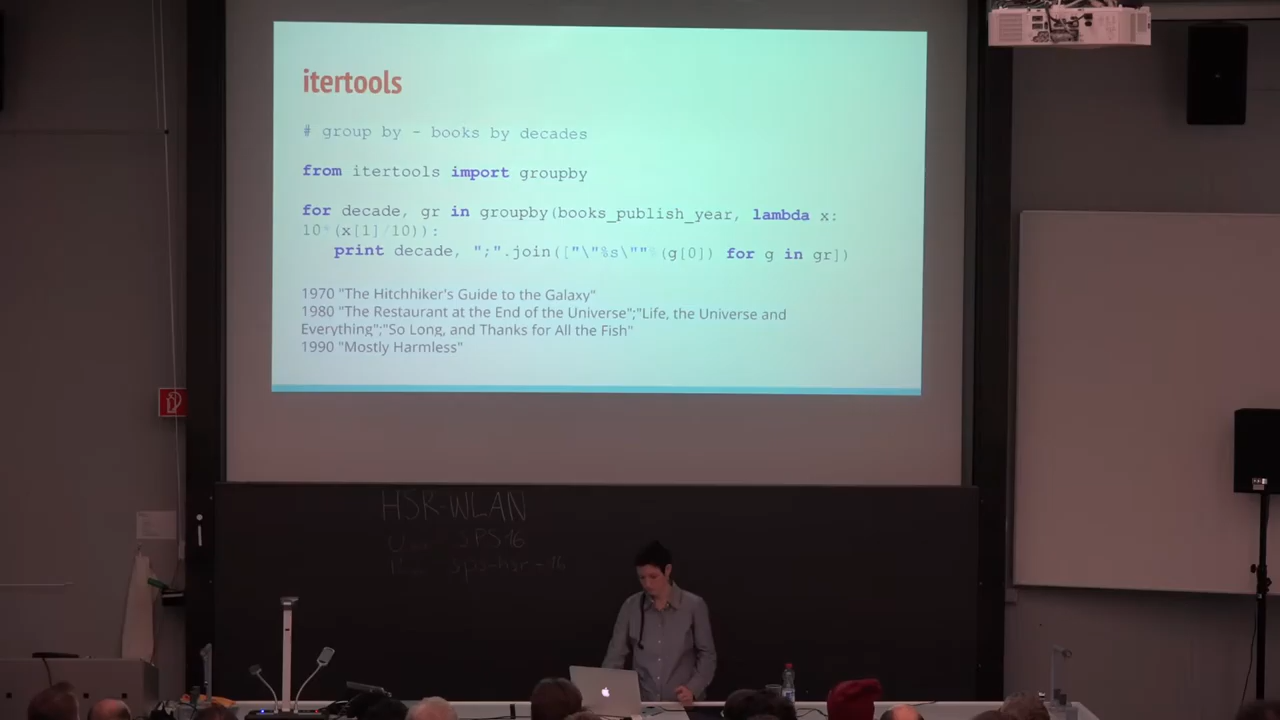 itertools
# group by - books by decades
from itertools import groupby
for decade, gr in groupby(books_publish_year, lambda x:
10*(x[1]/10)):
print decade, ";".join(["\"%s\""%(g[0]) for g in gr])
1970 "The Hitchhiker's Guide to the Galaxy"
1980 "The Restaurant at the End of the Universe";"Life, the Universe and
Everything";"So Long, and Thanks for All the Fish"
1990 "Mostly Harmless"
HSR-WLAN
SPS16